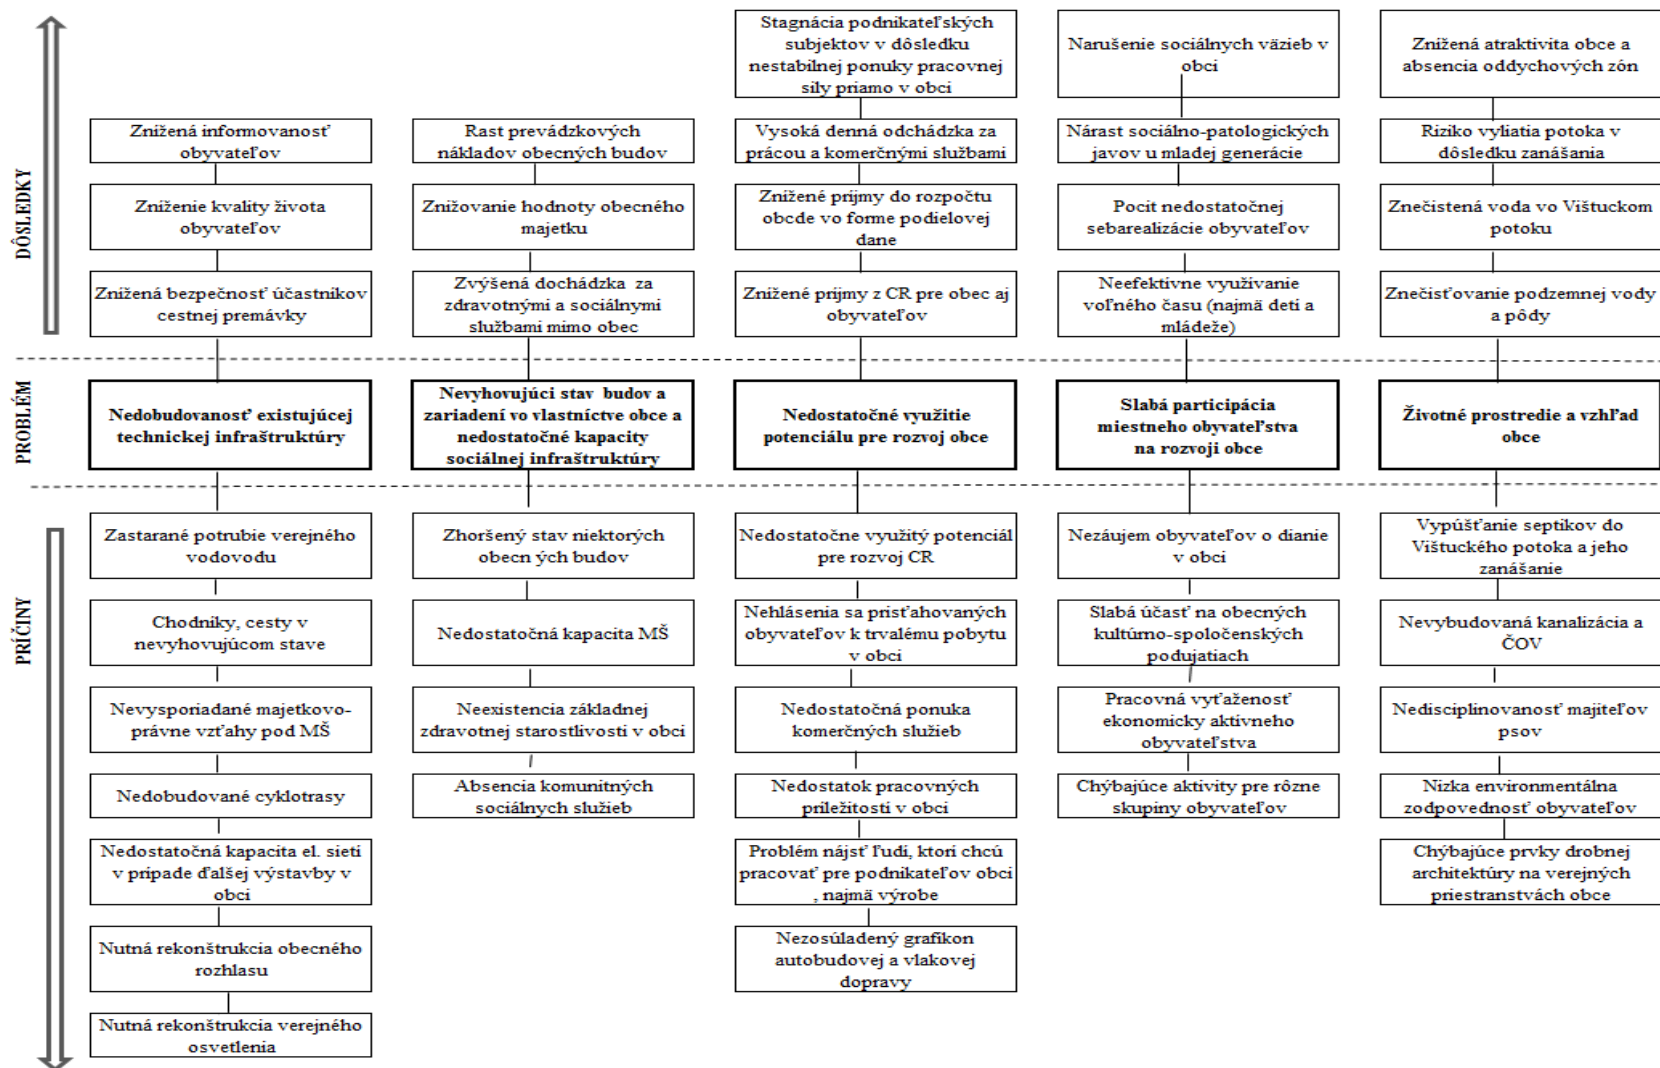 DÔSLEDKY
Znížená informovanosť
obyvateľov
Zníženie kvality života
obyvateľov
Znížená bezpečnosť účastníkov
cestnej premávky
Rast prevádzkových
nákladov obecných budov
Znižovanie hodnoty obecného
majetku
Zvýšená dochádzka za
zdravotnými a sociálnymi
službami mimo obec
Stagnácia podnikateľských
subjektov v dôsledku
nestabilnej ponuky pracovnej
sily priamo v obci
Vysoká denná odchádzka za
prácou a komerčnými službami
Znížené príjmy do rozpočtu
obcde vo forme podielovej
dane
Znížené príjmy z CR pre obec aj
obyvateľov
Narušenie sociálnych väzieb v
obci
Nárast sociálno-patologických
javov u mladej generácie
Pocit nedostatočnej
sebarealizácie obyvateľov
Neefektívne využívanie
voľného času (najmä deti a
mládeže)
Znížená atraktivita obce a
absencia oddychových zón
Riziko vyliatia potoka v
dôsledku zanášania
Znečistená voda vo Vištuckom
potoku
Znečisťovanie podzemnej vody
a pôdy
PROBLÉM
Nedobudovanosť existujúcej
technickej infraštruktúry
Nevyhovujúci stav budov a
zariadení vo vlastníctve obce a
nedostatočné kapacity
sociálnej infraštruktúry
Nedostatočné využitie
potenciálu pre rozvoj obce
Slabá participácia
miestneho obyvateľstva
na rozvoji obce
Životné prostredie a vzhľad
obce
PRÍČINY
Zastarané potrubie verejného
vodovodu
Chodníky, cesty v
nevyhovujúcom stave
Nevysporiadané majetkovo-
právne vzťahy pod MŠ
Nedobudované cyklotrasy
Nedostatočná kapacita el. sieti
v prípade ďalšej výstavby v
obci
Nutná rekonštrukcia obecného
rozhlasu
Nutná rekonštrukcia verejného
osvetlenia
Zhoršený stav niektorých
obecn ých budov
Nedostatočná kapacita MŠ
Neexistencia základnej
zdravotnej starostlivosti v obci
Absencia komunitných
sociálnych služieb
Nedostatočne využitý potenciál
pre rozvoj CR
Nehlásenia sa prisťahovaných
obyvateľov k trvalému pobytu
v obci
Nedostatočná ponuka
komerčných služieb
Nedostatok pracovných
príležitostí v obci
Problém nájsť ľudí, ktorí chcú
pracovať pre podnikateľov obci
, najmä výrobe
Nezosúladený grafikon
autobudovej a vlakovej
dopravy
Nezáujem obyvateľov o dianie
v obci
Slabá účasť na obecných
kultúrno-spoločenských
podujatiach
Pracovná vyťaženosť
ekonomicky aktívneho
obyvateľstva
Chýbajúce aktivity pre rôzne
skupiny obyvateľov
Vypúšťanie septikov do
Vištuckého potoka a jeho
zanášanie
Nevybudovaná kanalizácia a
ČOV
Nedisciplinovanosť majiteľov
psov
Nízka environmentálna
zodpovednosť obyvateľov
Chýbajúce prvky drobnej
architektúry na verejných
priestranstvách obce